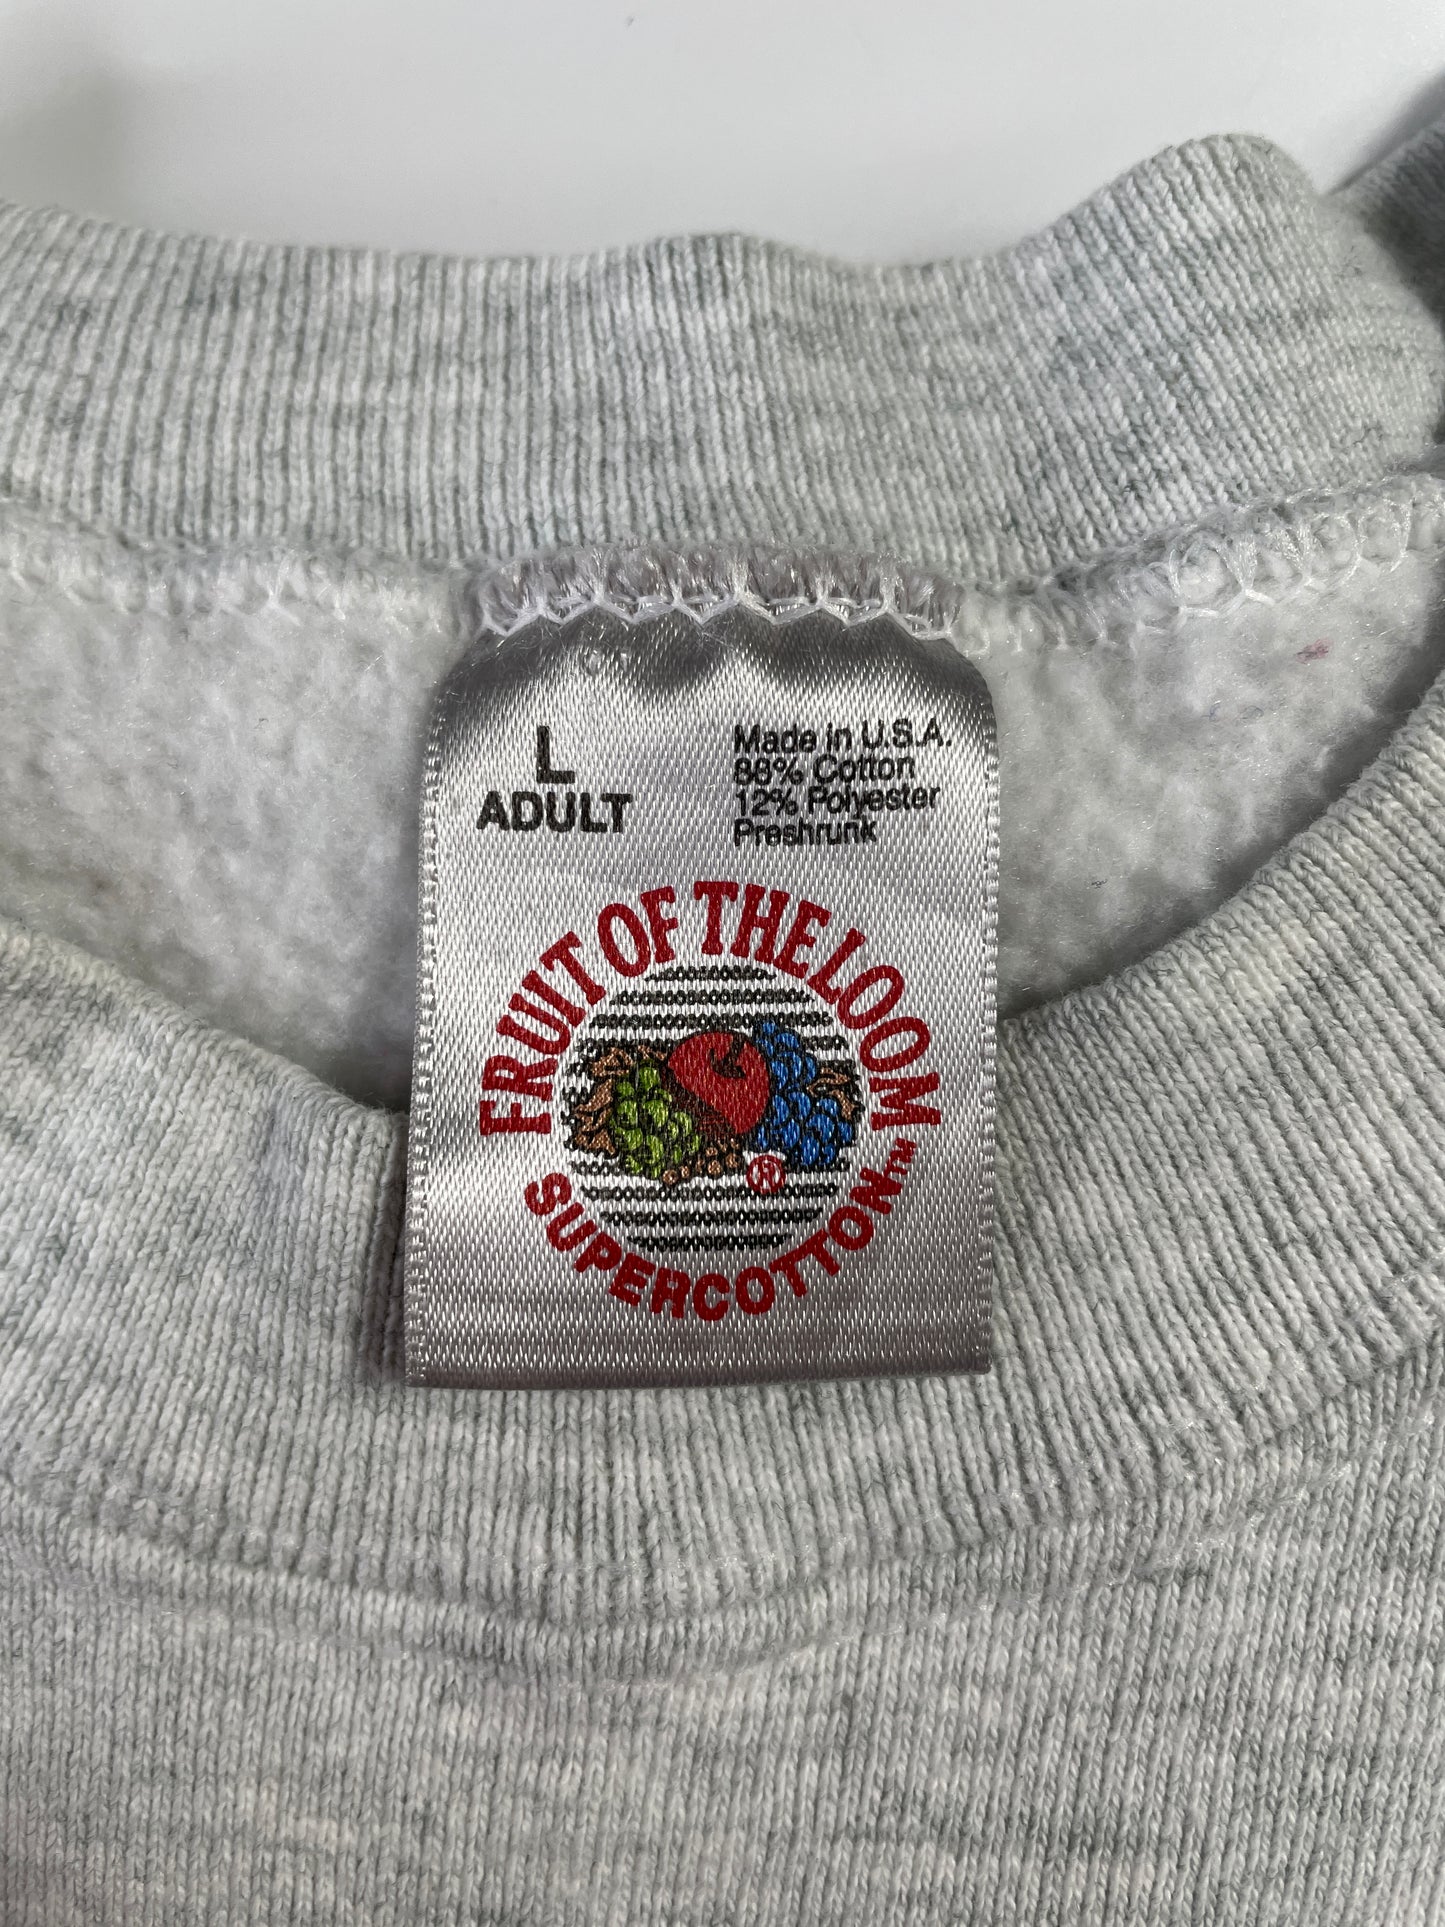 L
ADULT
Made in U.S.A.
88% Cotton
12% Polyester
Preshrunk
FRUIT OF THE LOOM
®
SUPERCOTTON™